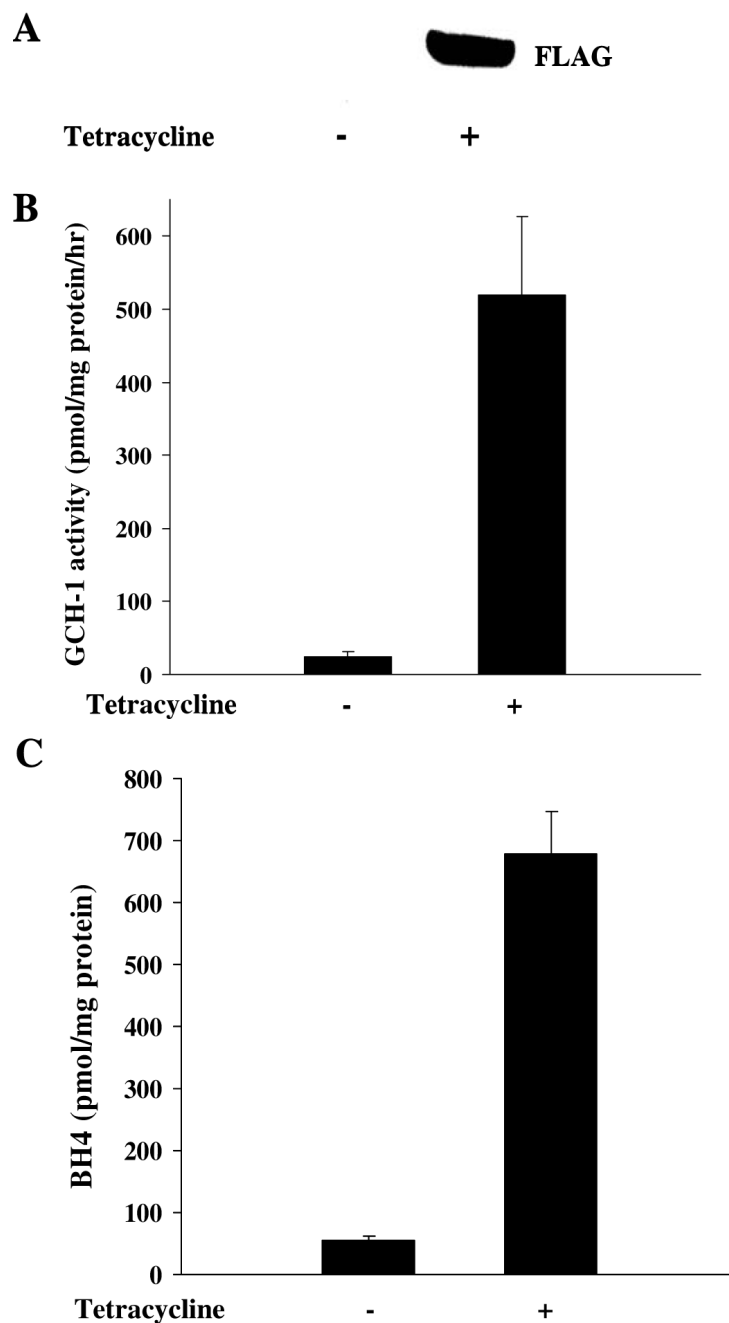 A
FLAG
Tetracycline - +
B
GCH-1 activity (pmol/mg protein/hr)
600
500
400
300
200
100
0
Tetracycline - +
C
BH4 (pmol/mg protein)
800
700
600
500
400
300
200
100
0
Tetracycline - +